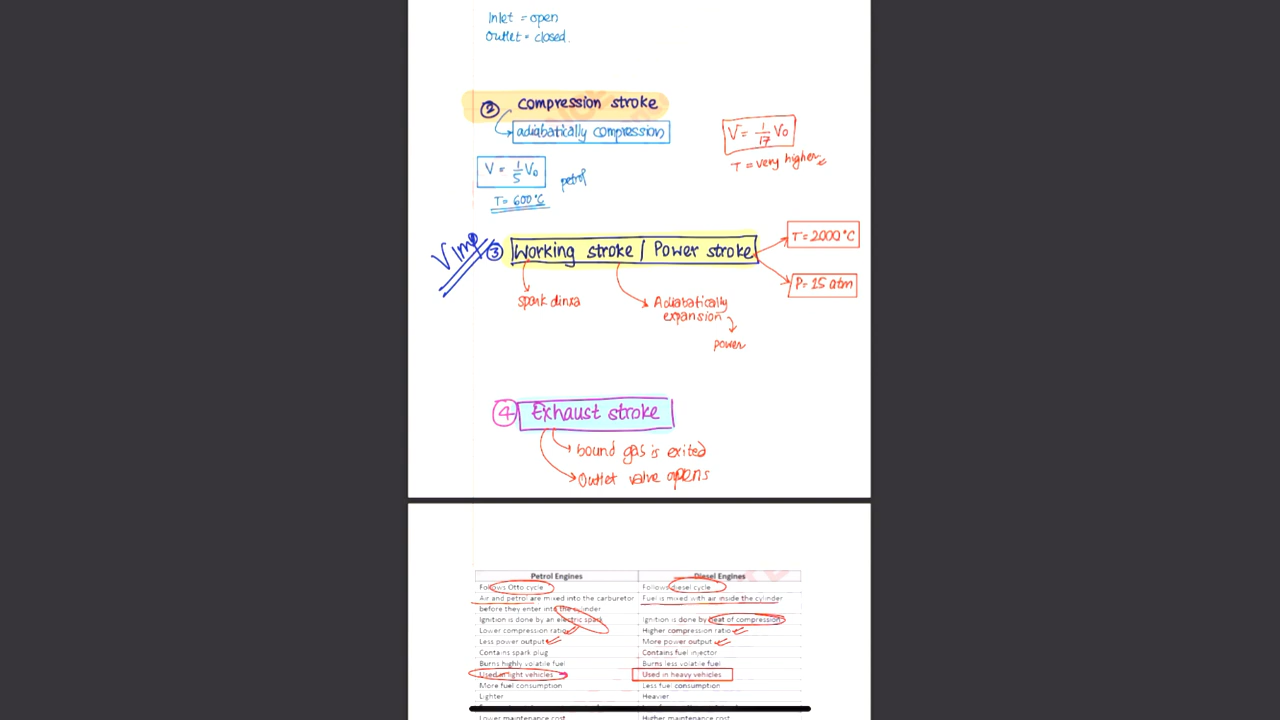 Inlet = open
Outlet = closed.
② compression stroke
adiabatically compression
V = 1/5 V₀
petrol
T = 600°C
V = 1/17 V₀
T = very higher
V imp
③ Working stroke / Power stroke
T = 2000°C
P = 15 atm
spark dinxa
Adiabatically
expansion
power
④ Exhaust stroke
bound gas is exited
Outlet valve opens
Petrol Engines Diesel Engines
Follows Otto cycle Follows diesel cycle
Air and petrol are mixed into the carburetor Fuel is mixed with air inside the cylinder
before they enter into the cylinder
Ignition is done by an electric spark Ignition is done by heat of compression
Lower compression ratio Higher compression ratio
Less power output More power output
Contains spark plug Contains fuel injector
Burns highly volatile fuel Burns less volatile fuel
Used in light vehicles Used in heavy vehicles
More fuel consumption Less fuel consumption
Lighter Heavier
Lower maintenance cost Higher maintenance cost